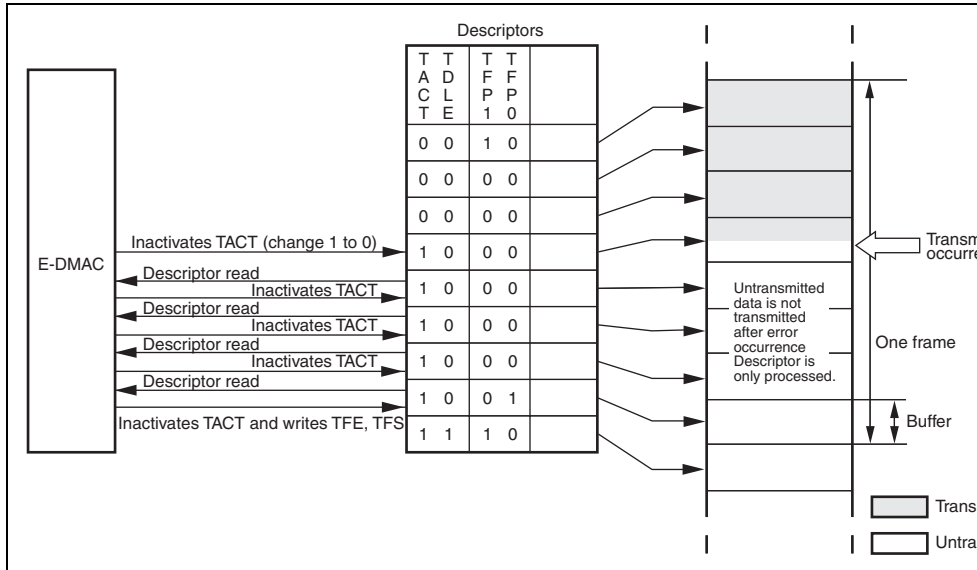 Descriptors
T T T T
A D F F
C L P P
T E 1 0
0 0 1 0
0 0 0 0
0 0 0 0
1 0 0 0
1 0 0 0
1 0 0 0
1 0 0 0
1 0 0 1
1 1 1 0
E-DMAC
Inactivates TACT (change 1 to 0)
Descriptor read
Inactivates TACT
Descriptor read
Inactivates TACT
Descriptor read
Inactivates TACT
Descriptor read
Inactivates TACT and writes TFE, TFS
Untransmitted
data is not
transmitted
after error
occurrence
Descriptor is
only processed.
One frame
Buffer